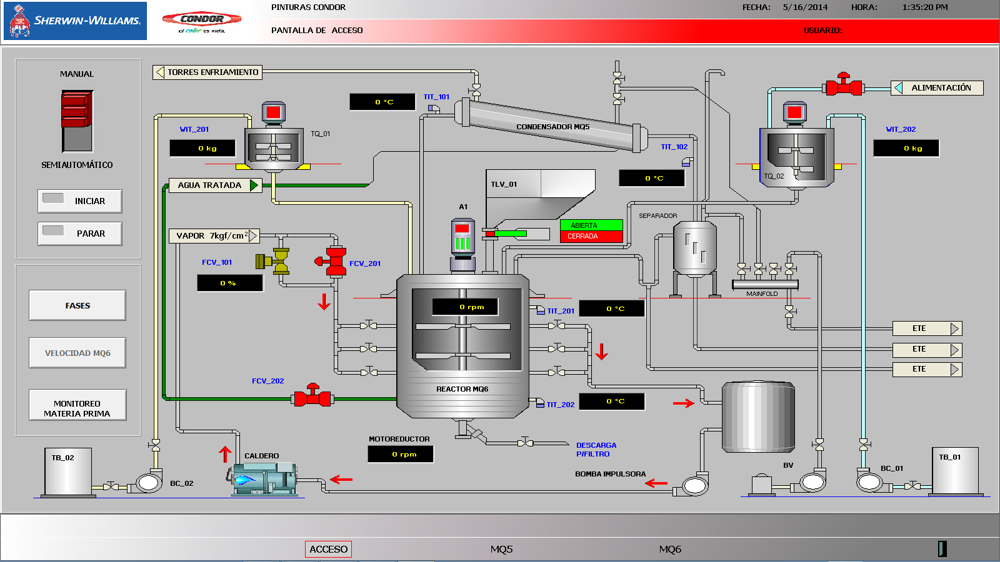 SHERWIN-WILLIAMS.
CONDOR
el color es vida.
PINTURAS CONDOR
FECHA: 5/16/2014 HORA: 1:35:20 PM
PANTALLA DE ACCESO
USUARIO:
MANUAL
SEMIAUTOMÁTICO
INICIAR
PARAR
FASES
VELOCIDAD MQ6
MONITOREO
MATERIA PRIMA
TORRES ENFRIAMIENTO
0 °C
TIT_101
ALIMENTACIÓN
WIT_201
0 kg
TQ_01
CONDENSADOR MQ5
TIT_102
0 °C
WIT_202
0 kg
TQ_02
AGUA TRATADA
TLV_01
A1
SEPARADOR
ABIERTA
CERRADA
VAPOR 7kgf/cm²
FCV_101
0 %
FCV_201
0 rpm
TIT_201
0 °C
MAINFOLD
ETE
ETE
ETE
FCV_202
REACTOR MQ6
TIT_202
0 °C
MOTOREDUCTOR
0 rpm
DESCARGA
P/FILTRO
TB_02
BC_02
CALDERO
BOMBA IMPULSORA
BV
BC_01
TB_01
ACCESO
MQ5
MQ6